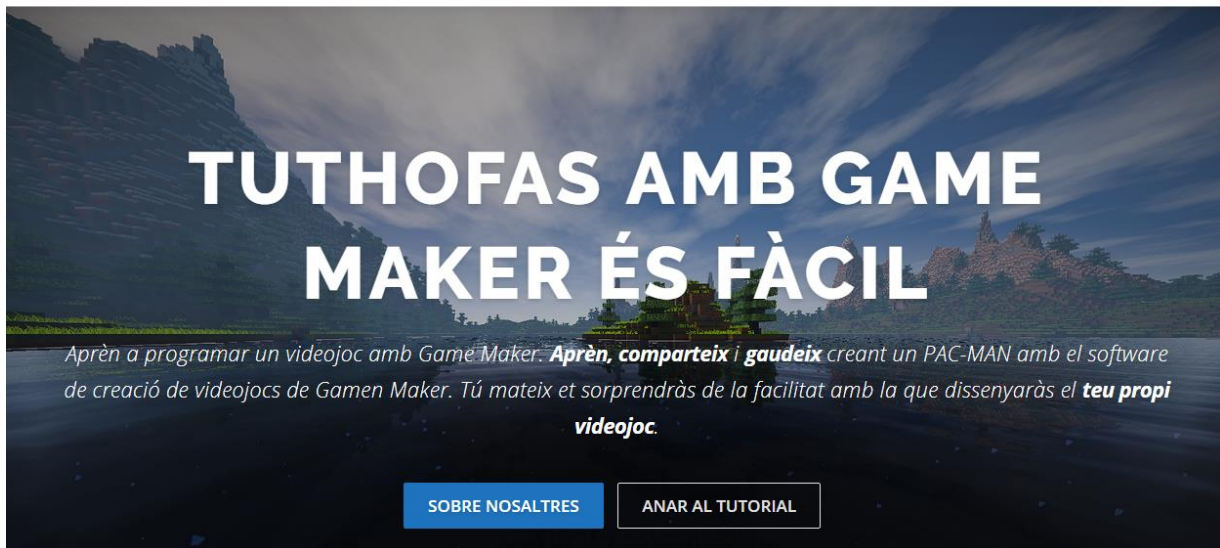 TUTHOFAS AMB GAME
MAKER ÉS FÀCIL
Aprèn a programar un videojoc amb Game Maker. Aprèn, comparteix i gaudeix creant un PAC-MAN amb el software
de creació de videojocs de Gamen Maker. Tú mateix et sorprendràs de la facilitat amb la que dissenyaràs el teu propi
videojoc.
SOBRE NOSALTRES
ANAR AL TUTORIAL